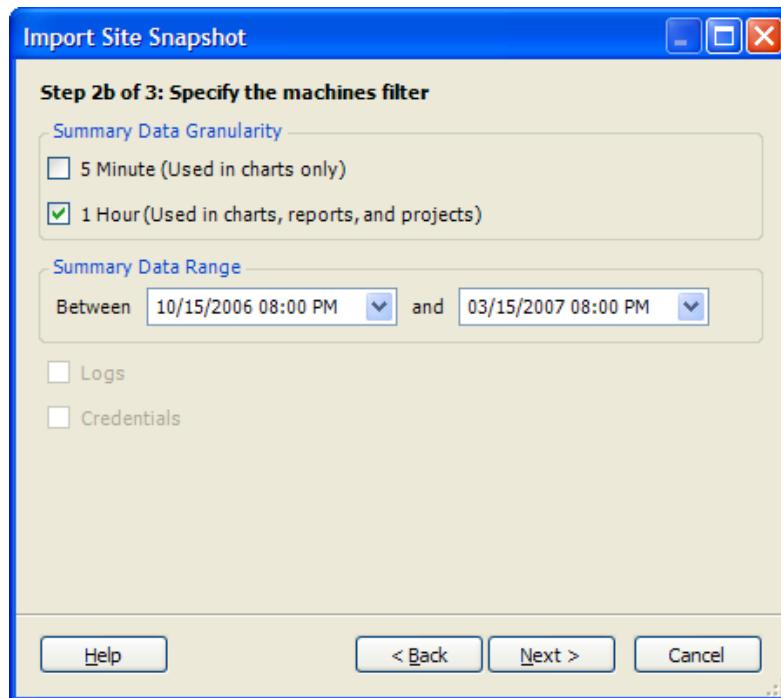 Import Site Snapshot
Step 2b of 3: Specify the machines filter
Summary Data Granularity
5 Minute (Used in charts only)
1 Hour (Used in charts, reports, and projects)
Summary Data Range
Between 10/15/2006 08:00 PM and 03/15/2007 08:00 PM
Logs
Credentials
Help < Back Next > Cancel